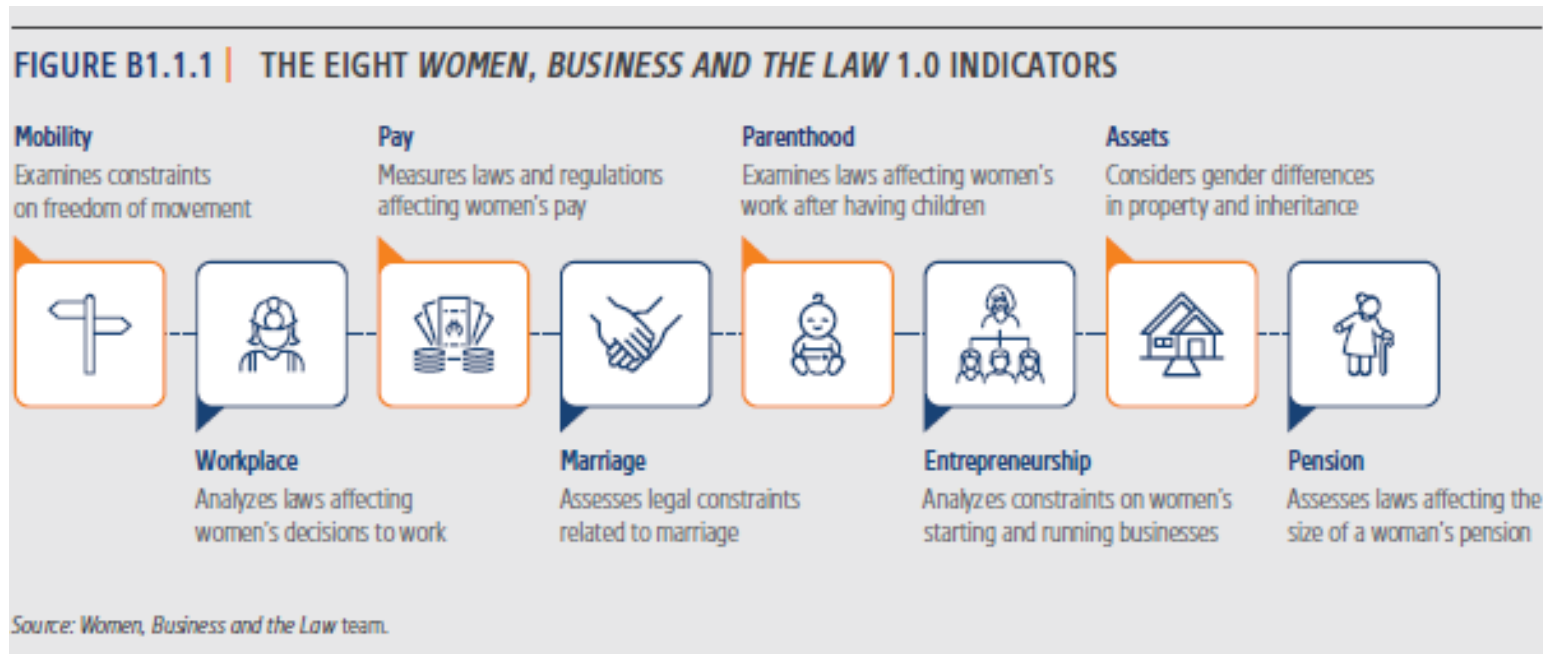 FIGURE B1.1.1 | THE EIGHT WOMEN, BUSINESS AND THE LAW 1.0 INDICATORS
Mobility
Examines constraints
on freedom of movement
Pay
Measures laws and regulations
affecting women's pay
Parenthood
Examines laws affecting women's
work after having children
Assets
Considers gender differences
in property and inheritance
Workplace
Analyzes laws affecting
women's decisions to work
Marriage
Assesses legal constraints
related to marriage
Entrepreneurship
Analyzes constraints on women's
starting and running businesses
Pension
Assesses laws affecting the
size of a woman's pension
Source: Women, Business and the Law team.